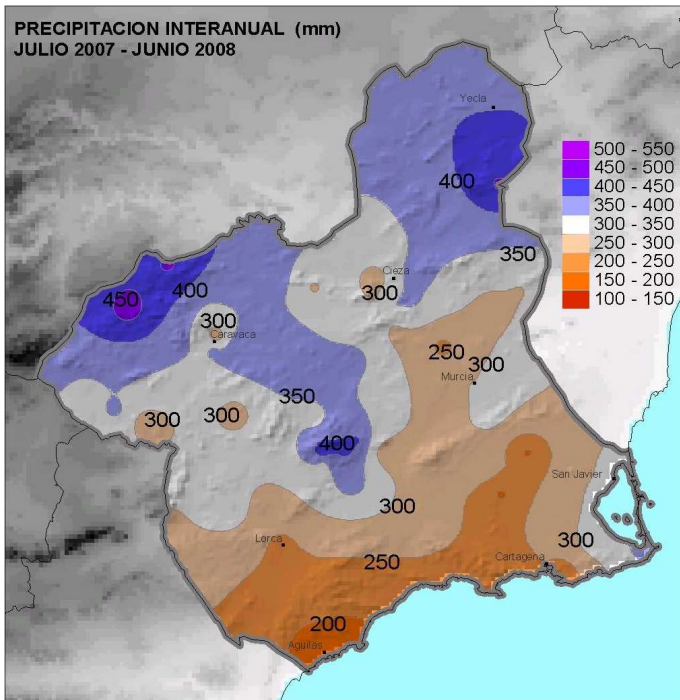 PRECIPITACION INTERANUAL (mm)
JULIO 2007 - JUNIO 2008
Yecla
500 - 550
450 - 500
400 - 450
350 - 400
300 - 350
250 - 300
200 - 250
150 - 200
100 - 150
400
350
Cieza
300
400
450
300
Caravaca
250
300
Murcia
350
300
300
400
San Javier
300
Lorca
300
250
Cartagena
200
Aguilas